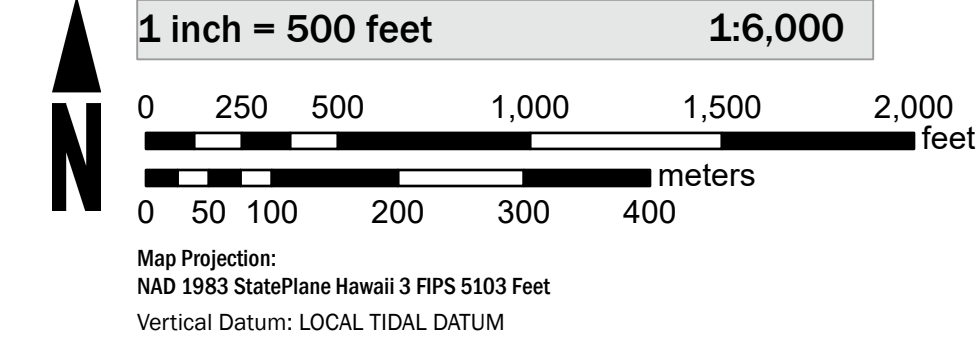 1 inch = 500 feet 1:6,000
0 250 500 1,000 1,500 2,000
feet
meters
0 50 100 200 300 400
N
Map Projection:
NAD 1983 StatePlane Hawaii 3 FIPS 5103 Feet
Vertical Datum: LOCAL TIDAL DATUM